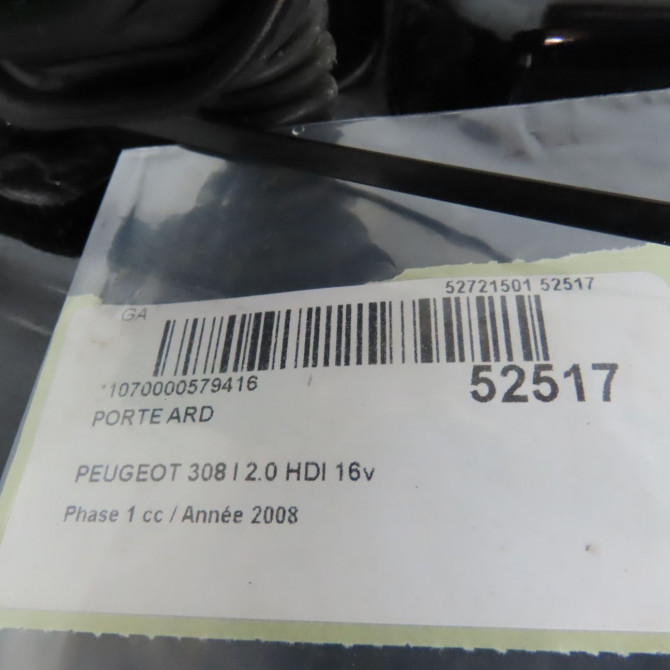 52721501 52517
GA
*1070000579416
52517
PORTE ARD
PEUGEOT 308 I 2.0 HDI 16v
Phase 1 cc / Année 2008